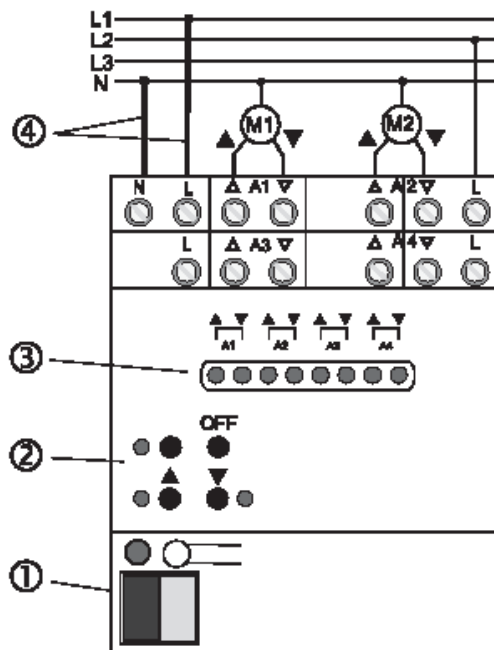 L1
L2
L3
N
④ M1 M2
N L △ A1 ▽ △ A2 ▽ L
L △ A3 ▽ △ A4 ▽ L
▲ ▼ ▲ ▼ ▲ ▼ ▲ ▼
A1 A2 A3 A4
③
OFF
②
▲ ▼
①